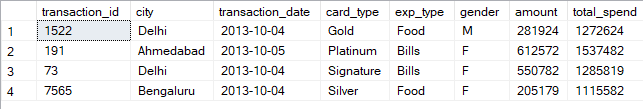 transaction_id city transaction_date card_type exp_type gender amount total_spend
1 1522 Delhi 2013-10-04 Gold Food M 281924 1272624
2 191 Ahmedabad 2013-10-05 Platinum Bills F 612572 1537482
3 73 Delhi 2013-10-04 Signature Bills F 550782 1285819
4 7565 Bengaluru 2013-10-04 Silver Food F 205179 1115582